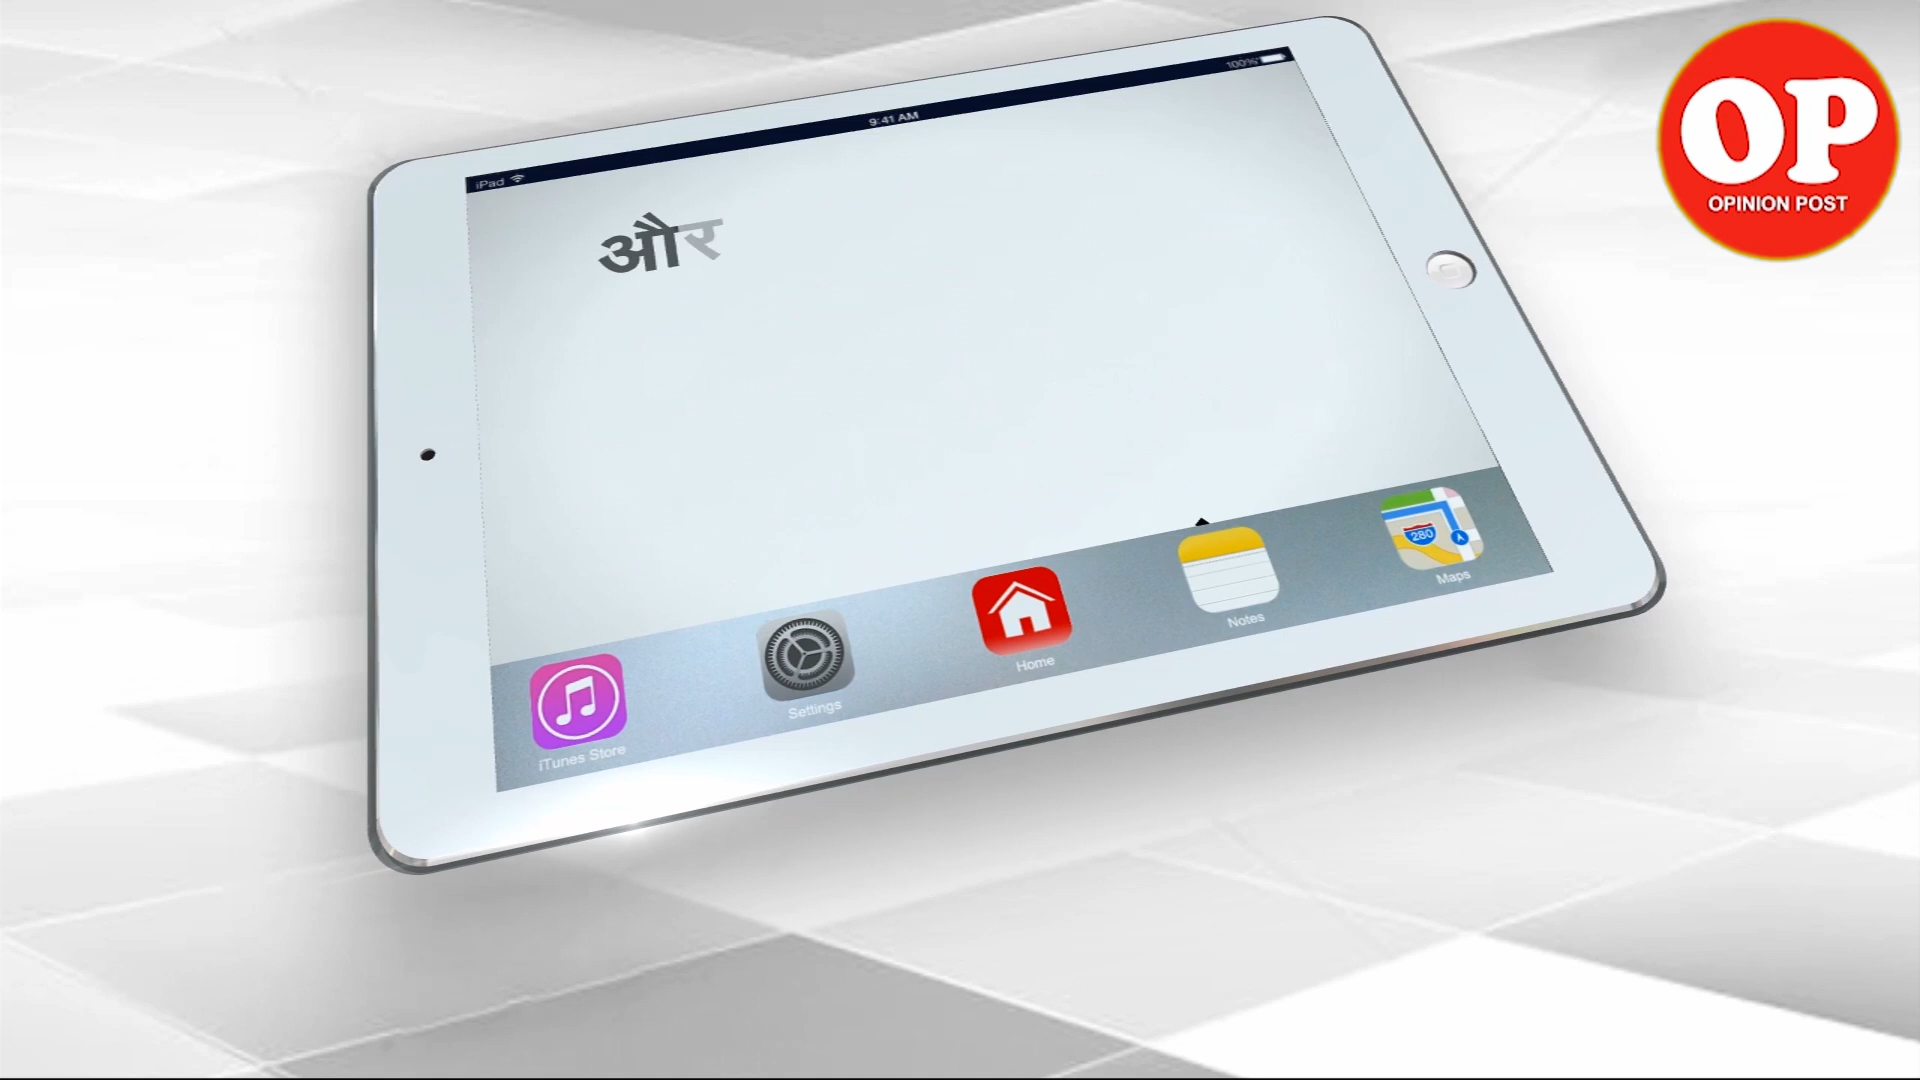 OP
OPINION POST
iPad
9:41 AM
100%
और
280
iTunes Store
Settings
Home
Notes
Maps